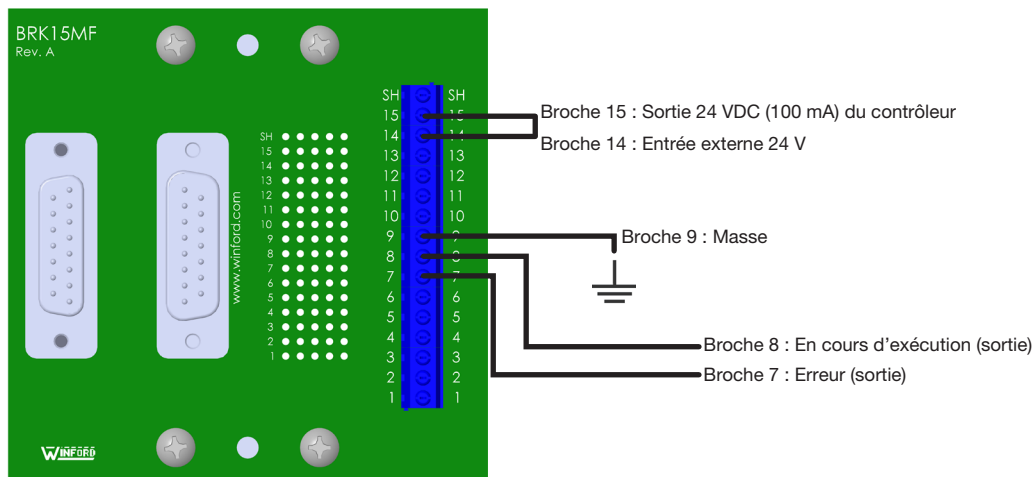 BRK15MF
Rev. A
SH
15
14
13
12
11
10
9
8
7
6
5
4
3
2
1
www.winford.com
SH SH
15 15
14 14
13 13
12 12
11 11
10 10
9 9
8 8
7 7
6 6
5 5
4 4
3 3
2 2
1 1
Broche 15 : Sortie 24 VDC (100 mA) du contrôleur
Broche 14 : Entrée externe 24 V
Broche 9 : Masse
Broche 8 : En cours d'exécution (sortie)
Broche 7 : Erreur (sortie)
WINFORD